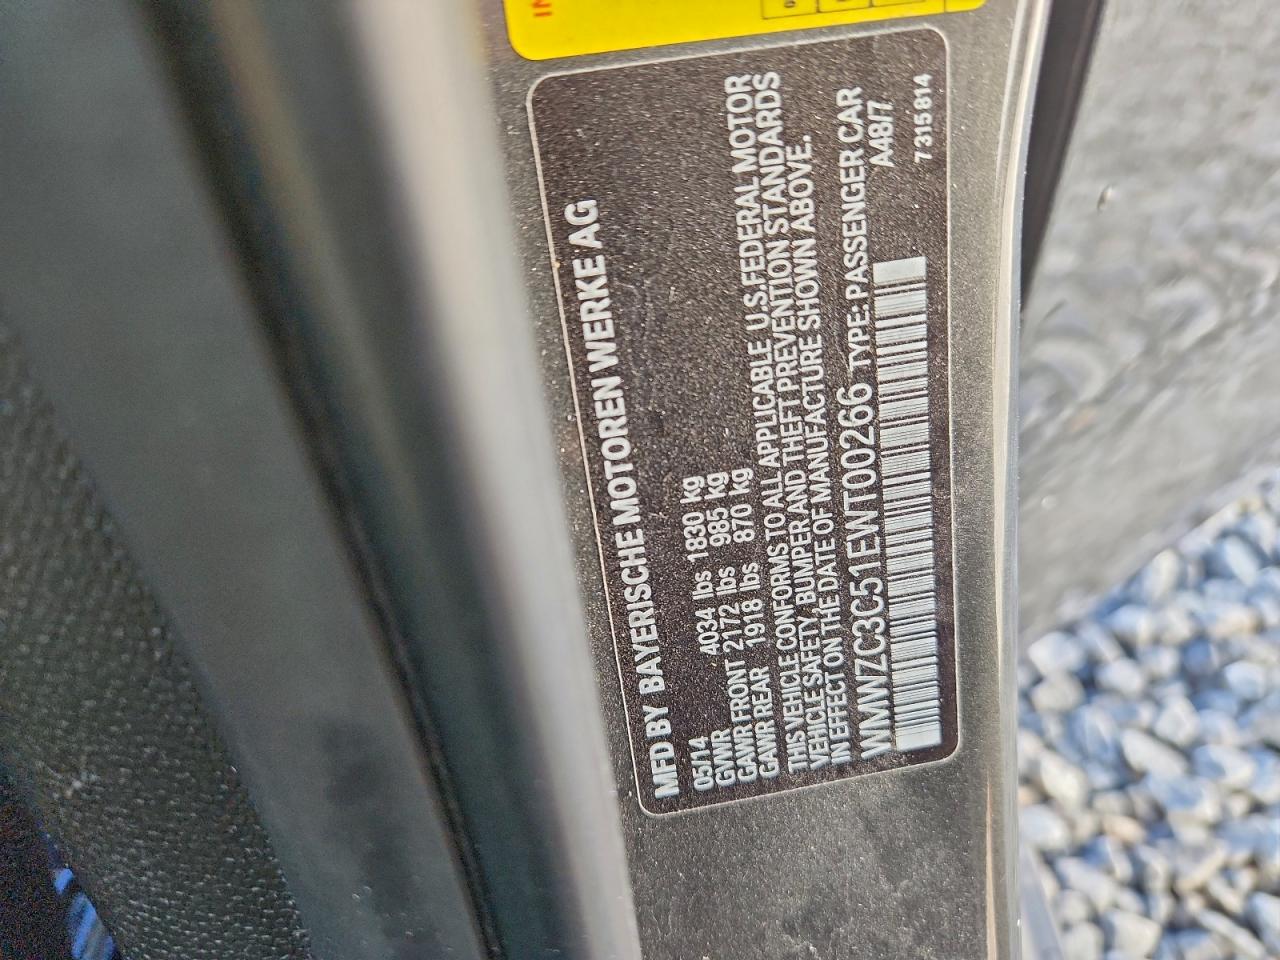 MFD BY BAYERISCHE MOTOREN WERKE AG
05/14
GVWR 4034 lbs 1830 kg
GAWR FRONT 2172 lbs 985 kg
GAWR REAR 1918 lbs 870 kg
THIS VEHICLE CONFORMS TO ALL APPLICABLE U.S.FEDERAL MOTOR
VEHICLE SAFETY, BUMPER AND THEFT PREVENTION STANDARDS
IN EFFECT ON THE DATE OF MANUFACTURE SHOWN ABOVE.
WMWZC3C51EWT00266 TYPE: PASSENGER CAR
A48/7
7315814